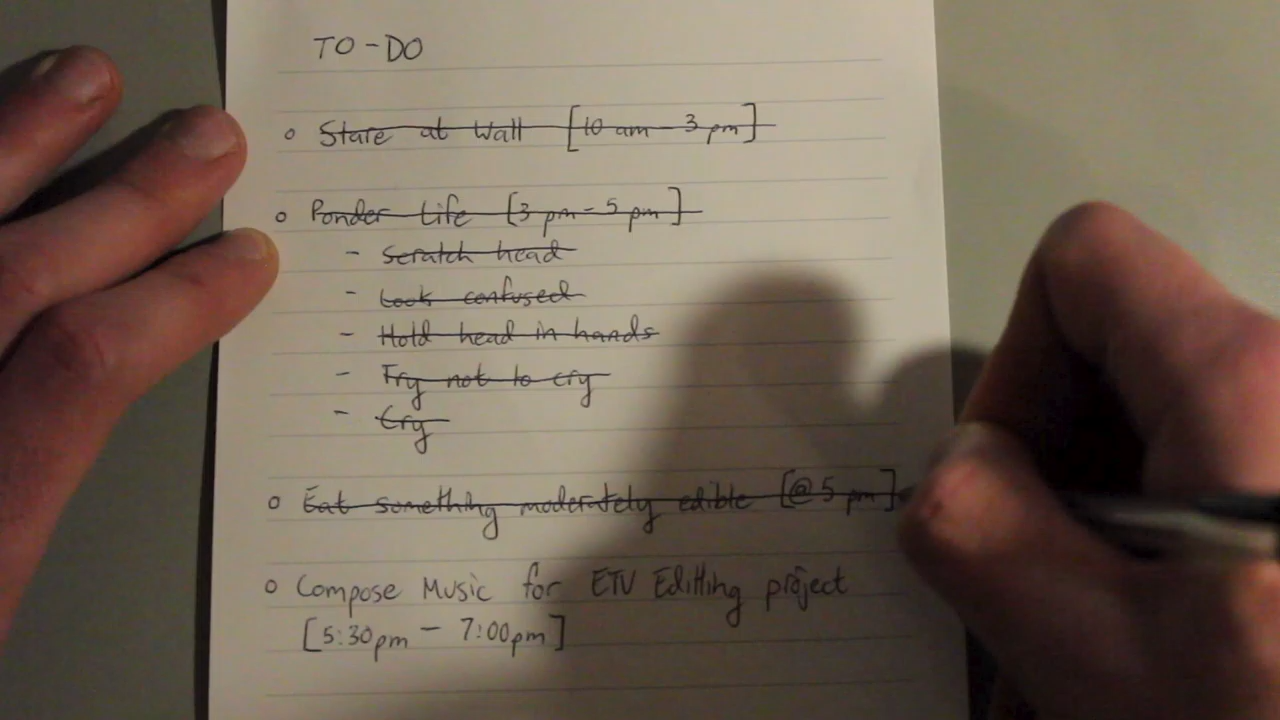 TO-DO
o Stare at Wall [10 am - 3 pm]
o Ponder Life [3 pm - 5 pm]
- Scratch head
- Look confused
- Hold head in hands
- Try not to cry
- Cry
o Eat something moderately edible [@ 5 pm]
o Compose Music for ETV Editting project
[5:30pm - 7:00pm]